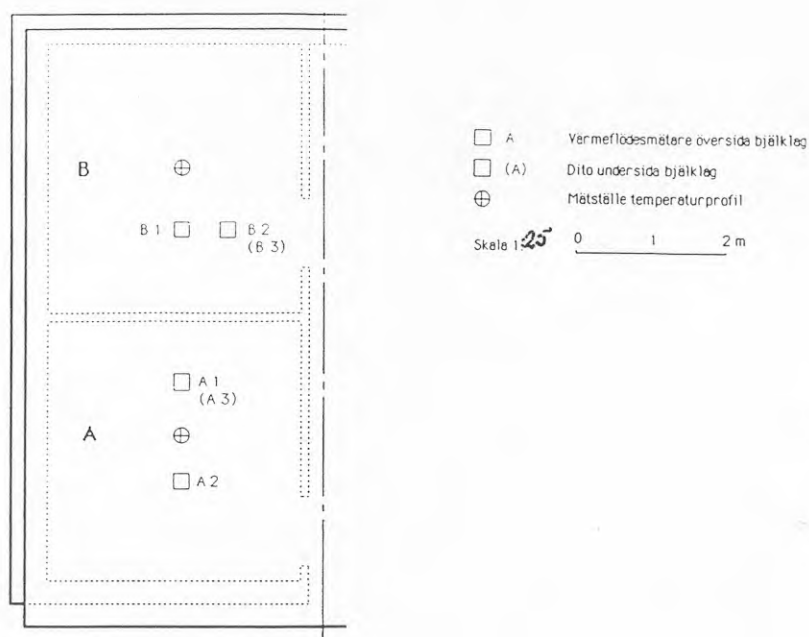 B
B 1
B 2
(B 3)
A 1
(A 3)
A
A 2
A Värmeflödesmätare översida bjälklag
(A) Dito undersida bjälklag
Mätställe temperaturprofil
Skala 1:25 0 1 2 m